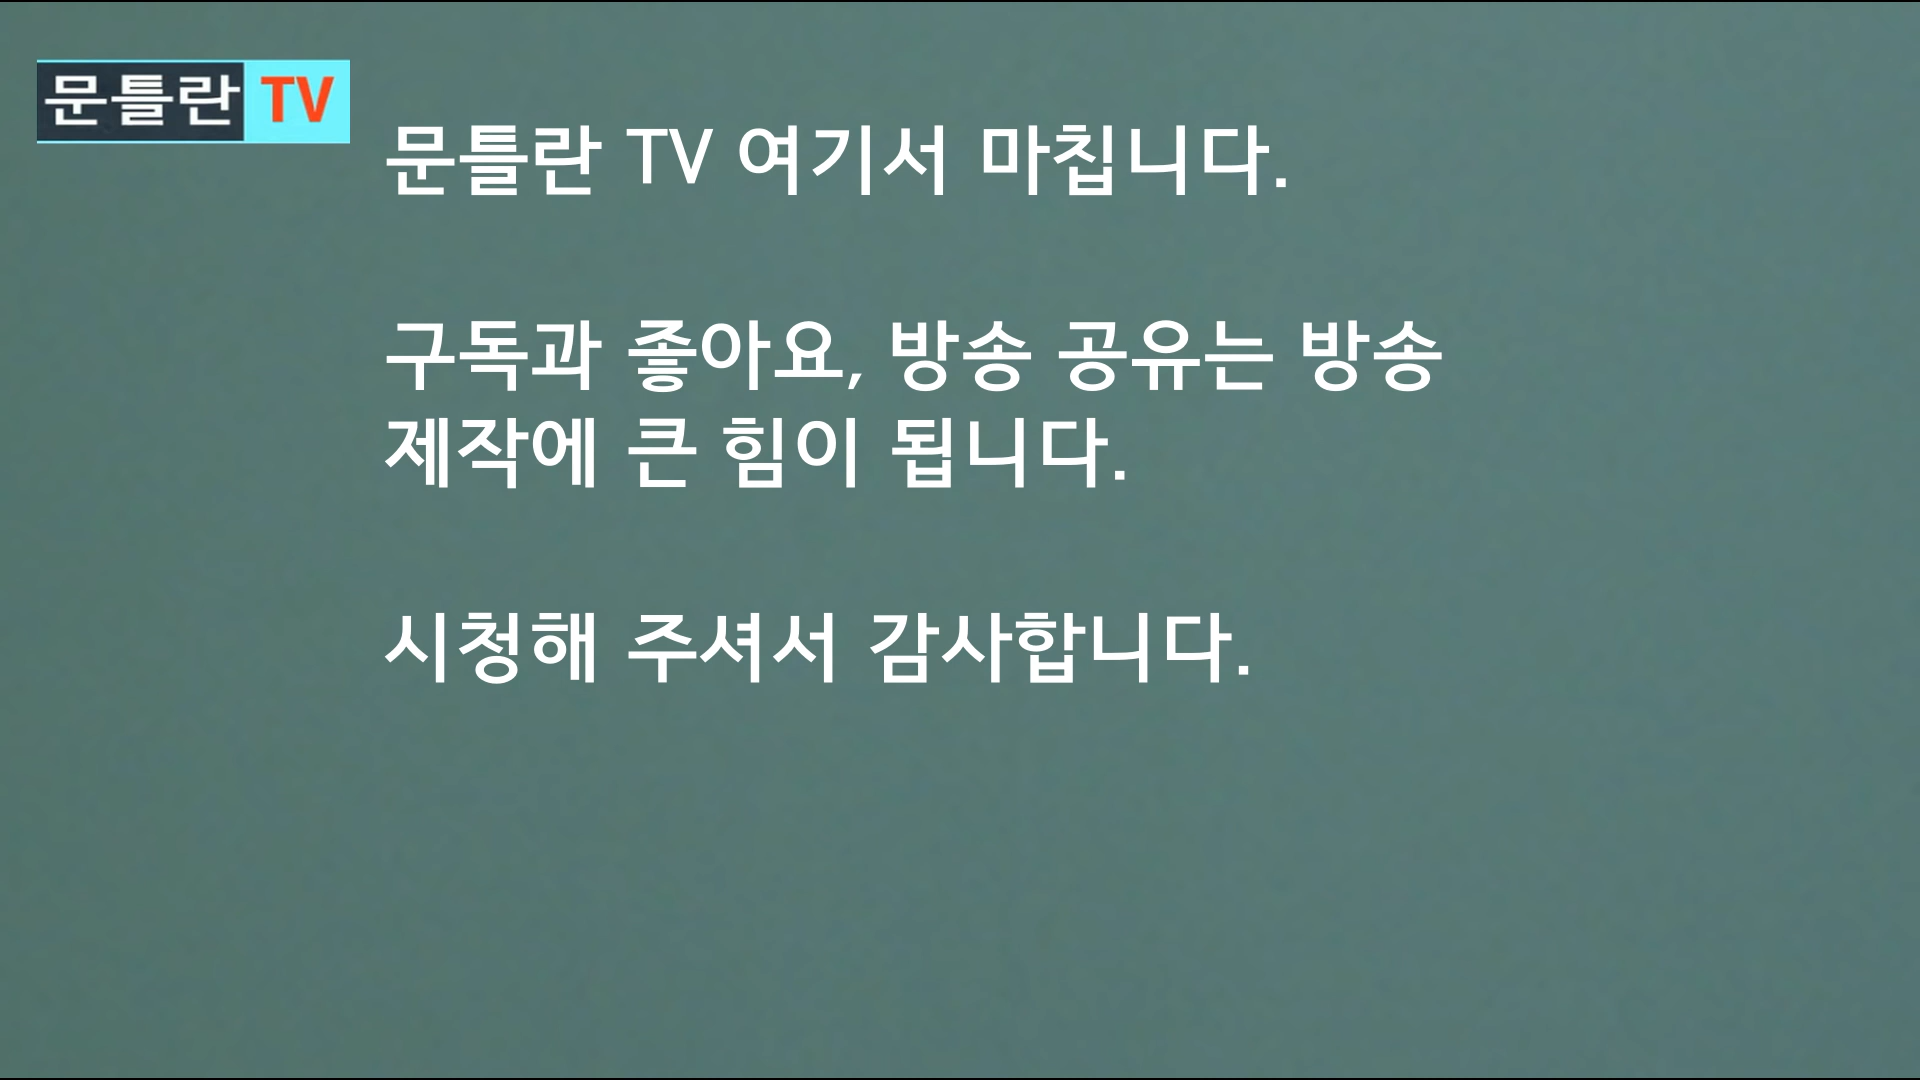 문틀란 TV
문틀란 TV 여기서 마칩니다.
구독과 좋아요, 방송 공유는 방송
제작에 큰 힘이 됩니다.
시청해 주셔서 감사합니다.